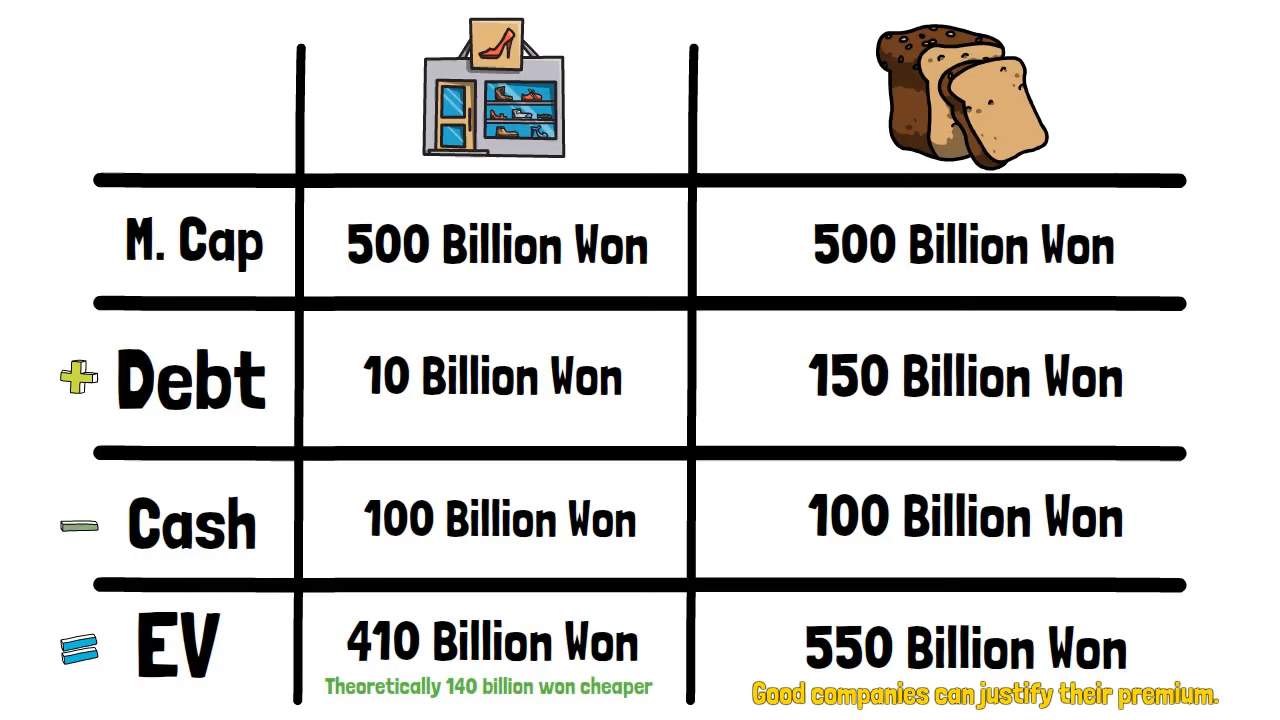 M. Cap 500 Billion Won 500 Billion Won
+ Debt 10 Billion Won 150 Billion Won
- Cash 100 Billion Won 100 Billion Won
= EV 410 Billion Won 550 Billion Won
Theoretically 140 billion won cheaper
Good companies can justify their premium.